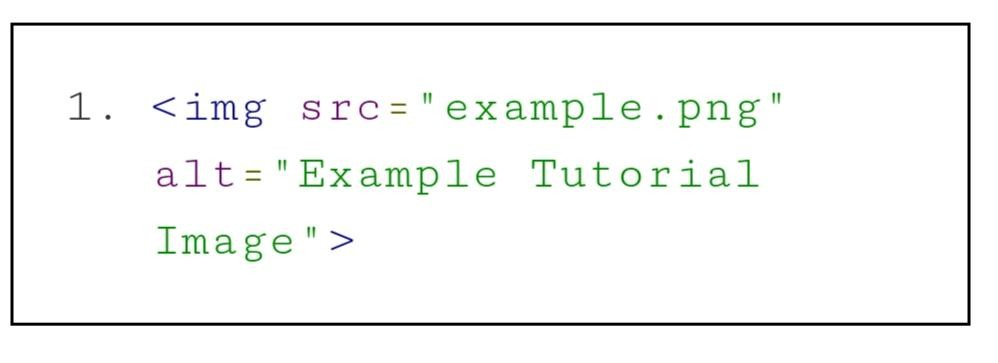 1. <img src="example.png"
alt="Example Tutorial
Image">